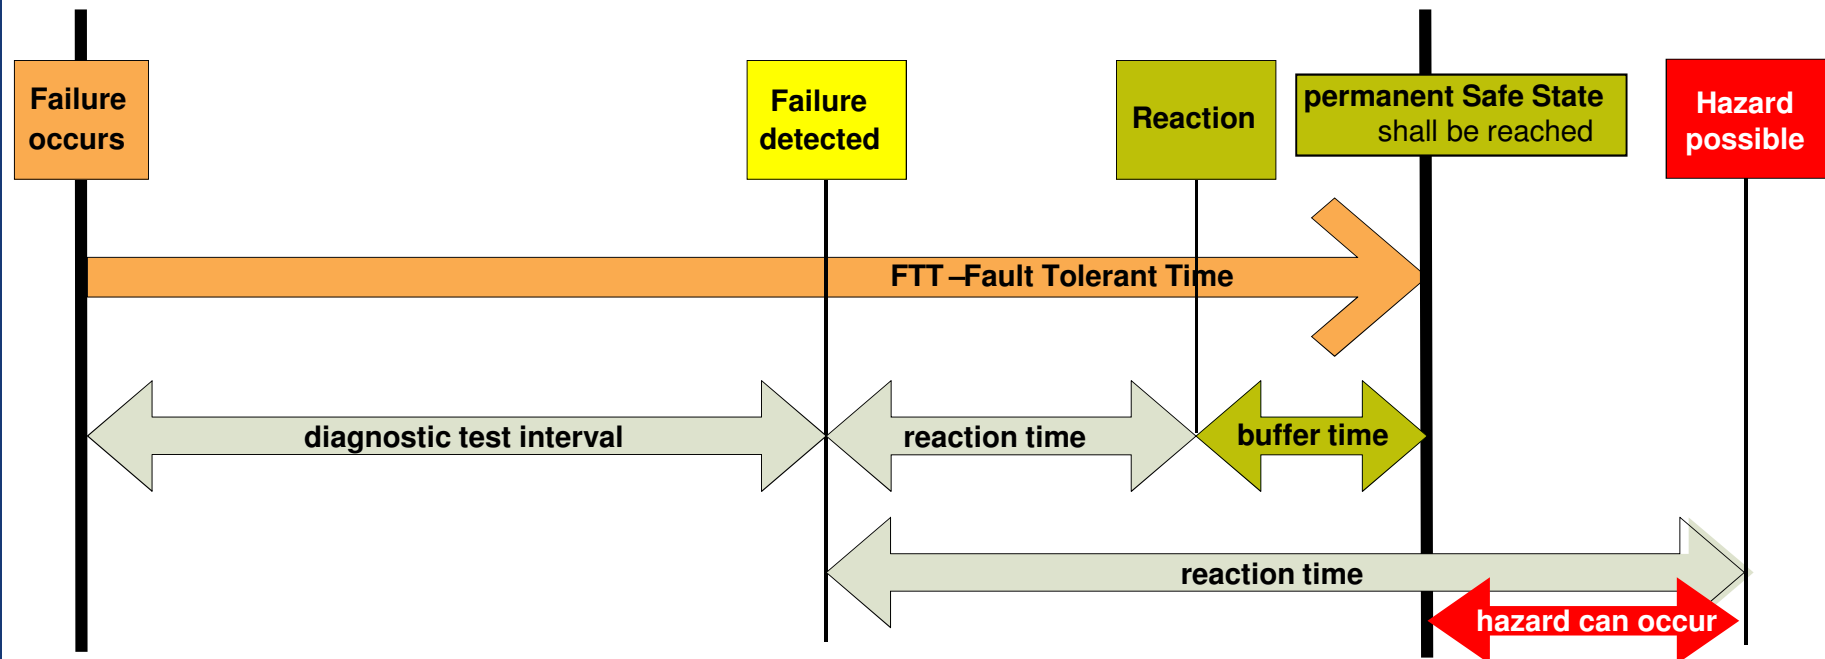 Failure
occurs
Failure
detected
Reaction
permanent Safe State
shall be reached
Hazard
possible
FTT –Fault Tolerant Time
diagnostic test interval
reaction time
buffer time
reaction time
hazard can occur